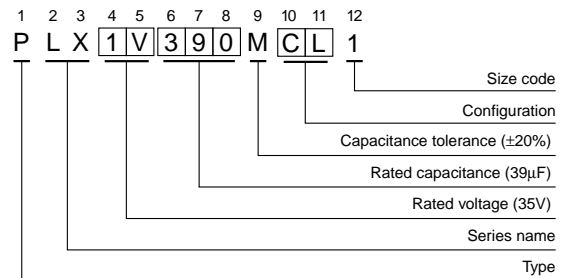 1 2 3 4 5 6 7 8 9 10 11 12
P L X 1 V 3 9 0 M C L 1
Size code
Configuration
Capacitance tolerance (±20%)
Rated capacitance (39μF)
Rated voltage (35V)
Series name
Type